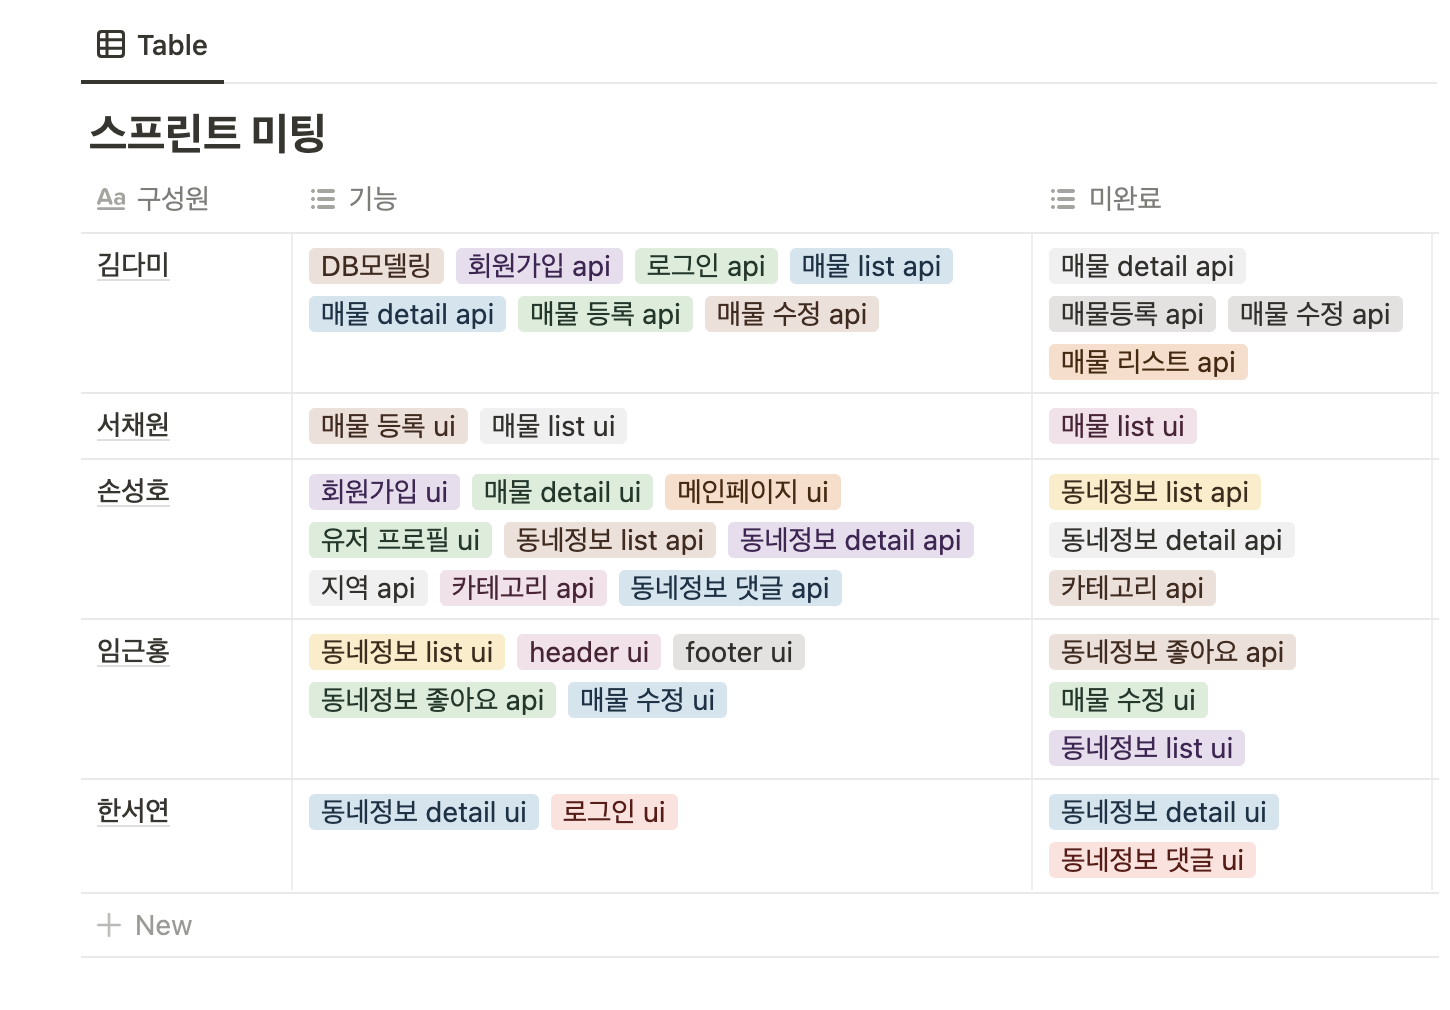 Table
스프린트 미팅
Aa 구성원 기능 미완료
김다미 DB모델링 회원가입 api 로그인 api 매물 list api 매물 detail api
매물 detail api 매물 등록 api 매물 수정 api 매물등록 api 매물 수정 api
매물 리스트 api
서채원 매물 등록 ui 매물 list ui 매물 list ui
손성호 회원가입 ui 매물 detail ui 메인페이지 ui 동네정보 list api
유저 프로필 ui 동네정보 list api 동네정보 detail api 동네정보 detail api
지역 api 카테고리 api 동네정보 댓글 api 카테고리 api
임근홍 동네정보 list ui header ui footer ui 동네정보 좋아요 api
동네정보 좋아요 api 매물 수정 ui 매물 수정 ui
동네정보 list ui
한서연 동네정보 detail ui 로그인 ui 동네정보 detail ui
동네정보 댓글 ui
New